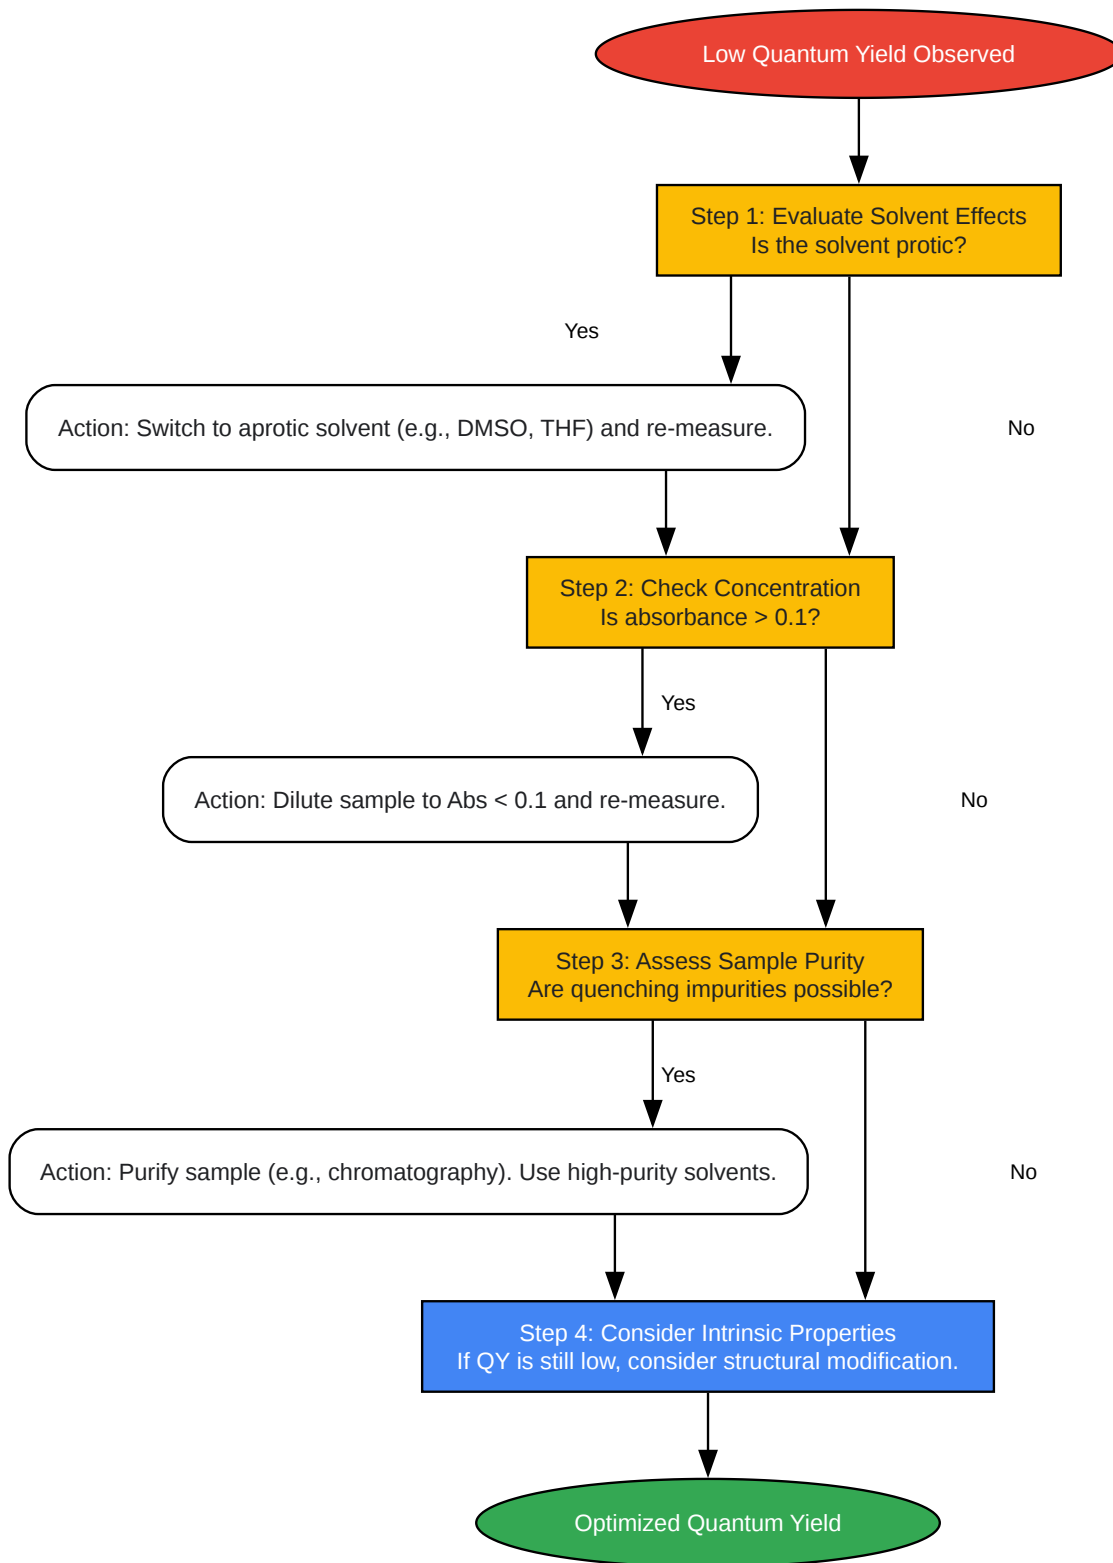 Low Quantum Yield Observed
Step 1: Evaluate Solvent Effects
Is the solvent protic?
Yes
Action: Switch to aprotic solvent (e.g., DMSO, THF) and re-measure.
No
Step 2: Check Concentration
Is absorbance > 0.1?
Yes
Action: Dilute sample to Abs < 0.1 and re-measure.
No
Step 3: Assess Sample Purity
Are quenching impurities possible?
Yes
Action: Purify sample (e.g., chromatography). Use high-purity solvents.
No
Step 4: Consider Intrinsic Properties
If QY is still low, consider structural modification.
Optimized Quantum Yield